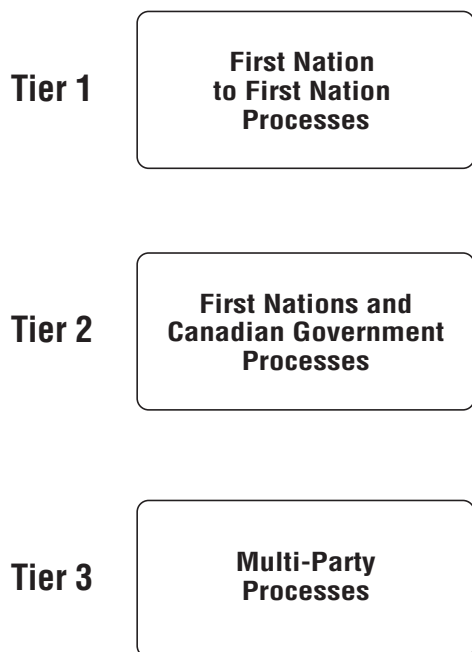 Tier 1
First Nation
to First Nation
Processes
Tier 2
First Nations and
Canadian Government
Processes
Tier 3
Multi-Party
Processes